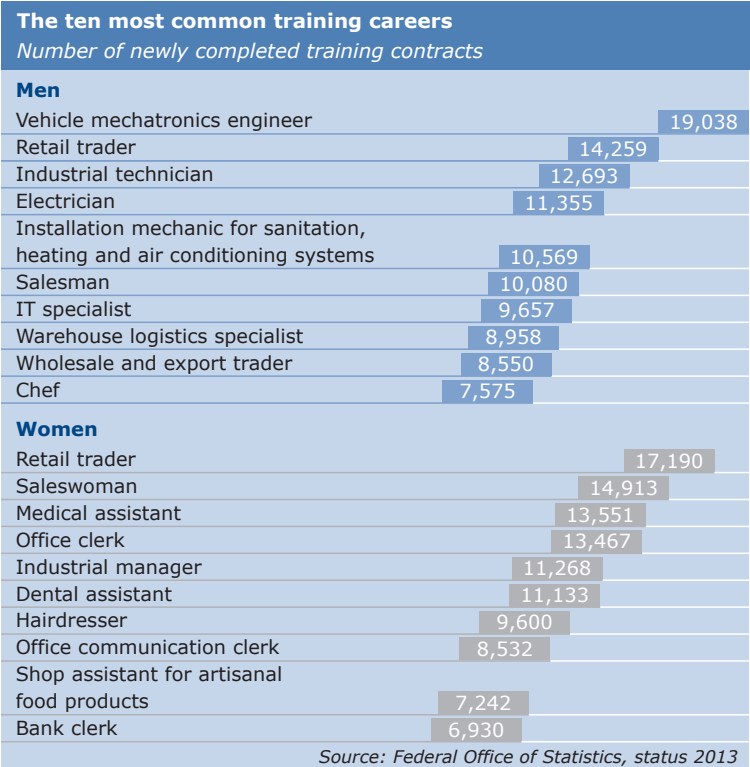 The ten most common training careers
Number of newly completed training contracts
Men
Vehicle mechatronics engineer 19,038
Retail trader 14,259
Industrial technician 12,693
Electrician 11,355
Installation mechanic for sanitation,
heating and air conditioning systems 10,569
Salesman 10,080
IT specialist 9,657
Warehouse logistics specialist 8,958
Wholesale and export trader 8,550
Chef 7,575
Women
Retail trader 17,190
Saleswoman 14,913
Medical assistant 13,551
Office clerk 13,467
Industrial manager 11,268
Dental assistant 11,133
Hairdresser 9,600
Office communication clerk 8,532
Shop assistant for artisanal
food products 7,242
Bank clerk 6,930
Source: Federal Office of Statistics, status 2013